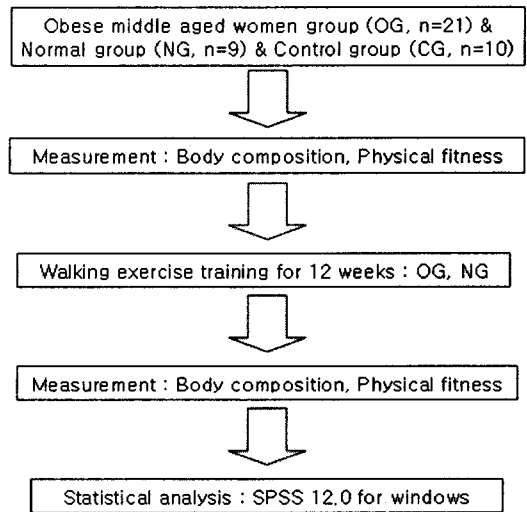 Obese middle aged women group (OG, n=21) &
Normal group (NG, n=9) & Control group (CG, n=10)
Measurement : Body composition, Physical fitness
Walking exercise training for 12 weeks : OG, NG
Measurement : Body composition, Physical fitness
Statistical analysis : SPSS 12.0 for windows